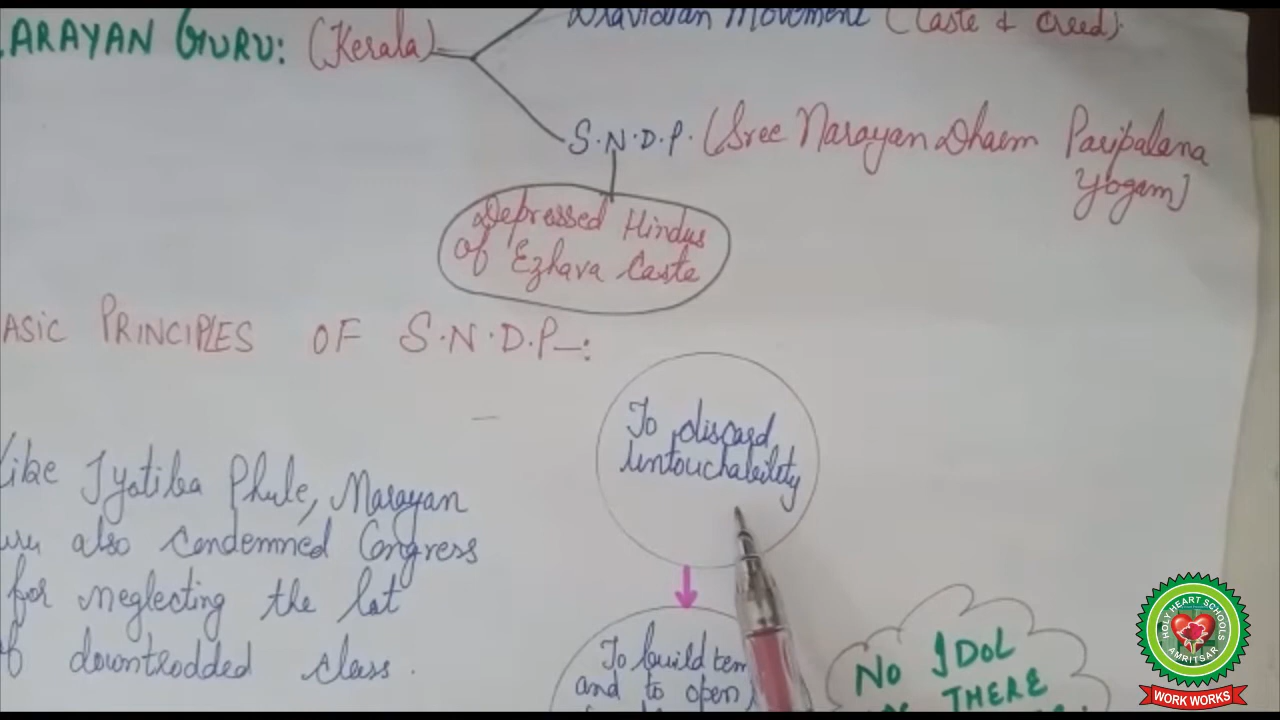 ARAYAN GURU: (Kerala)
Dravidian Movement (Caste & Creed).
S.N.D.P. (Sree Narayan Dharm Paripalana
Yogam)
Depressed Hindus
of Ezhava Caste
ASIC PRINCIPLES OF S.N.D.P-:
Like Jyotiba Phule, Narayan
uru also condemned Congress
for neglecting the lot
of downtrodded class.
To discard
untouchability
To build tem
and to open
NO IDOL
THERE
HOLY HEART SCHOOLS
AMRITSAR
WORK WORKS